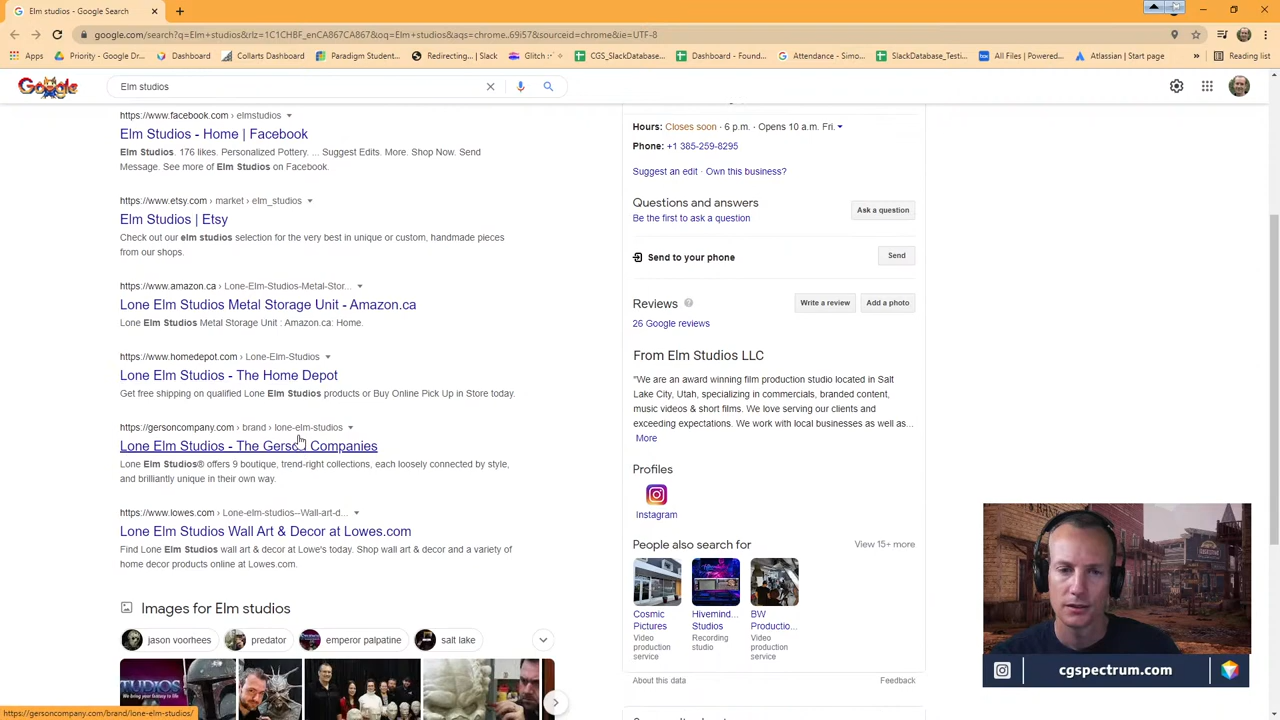 Elm studios - Google Search
google.com/search?q=Elm+studios&rlz=1C1CHBF_enCA867CA867&oq=Elm+studios&aqs=chrome..69i57&sourceid=chrome&ie=UTF-8
Apps Priority - Google D... Dashboard Paradigm Student... Redirecting... | Slack Glitch :・: CGS_SlackDatabase... Dashboard - Found... Attendance - Simo... SlackDatabase_Testi... All Files | Powered... Atlassian | Start pa... Reading list
Google
Elm studios
https://www.facebook.com › elmstudios
Elm Studios - Home | Facebook
Elm Studios. 176 likes. Personalized Pottery. ... Suggest Edits. More. Shop Now. Send
Message. See more of Elm Studios on Facebook.
https://www.etsy.com › market › elm_studios
Elm Studios | Etsy
Check out our elm studios selection for the very best in unique or custom, handmade pieces
from our shops.
https://www.amazon.ca › Lone-Elm-Studios-Metal-Stor...
Lone Elm Studios Metal Storage Unit - Amazon.ca
Lone Elm Studios Metal Storage Unit : Amazon.ca: Home.
https://www.homedepot.com › Lone-Elm-Studios
Lone Elm Studios - The Home Depot
Get free shipping on qualified Lone Elm Studios products or Buy Online Pick Up in Store today.
https://gersoncompany.com › brand › lone-elm-studios
Lone Elm Studios - The Gerson Companies
Lone Elm Studios® offers 9 boutique, trend-right collections, each loosely connected by style,
and brilliantly unique in their own way.
https://www.lowes.com › Lone-elm-studios--Wall-art-d...
Lone Elm Studios Wall Art & Decor at Lowes.com
Find Lone Elm Studios wall art & decor at Lowe's today. Shop wall art & decor and a variety of
home decor products online at Lowes.com.
Images for Elm studios
jason voorhees predator emperor palpatine salt lake
STUDIOS
https://gersoncompany.com/brand/lone-elm-studios/
Hours: Closes soon · 6 p.m. · Opens 10 a.m. Fri.
Phone: +1 385-259-8295
Suggest an edit · Own this business?
Questions and answers
Be the first to ask a question
Ask a question
Send to your phone
Send
Reviews
Write a review
Add a photo
26 Google reviews
From Elm Studios LLC
"We are an award winning film production studio located in Salt
Lake City, Utah, specializing in commercials, branded content,
music videos & short films. We love serving our clients and
exceeding expectations. We work with local businesses as well as...
More
Profiles
Instagram
People also search for
View 15+ more
Cosmic
Pictures
Video
production
service
Hivemind...
Studios
Recording
studio
BW
Productio...
Video
production
service
About this data
Feedback
cgspectrum.com